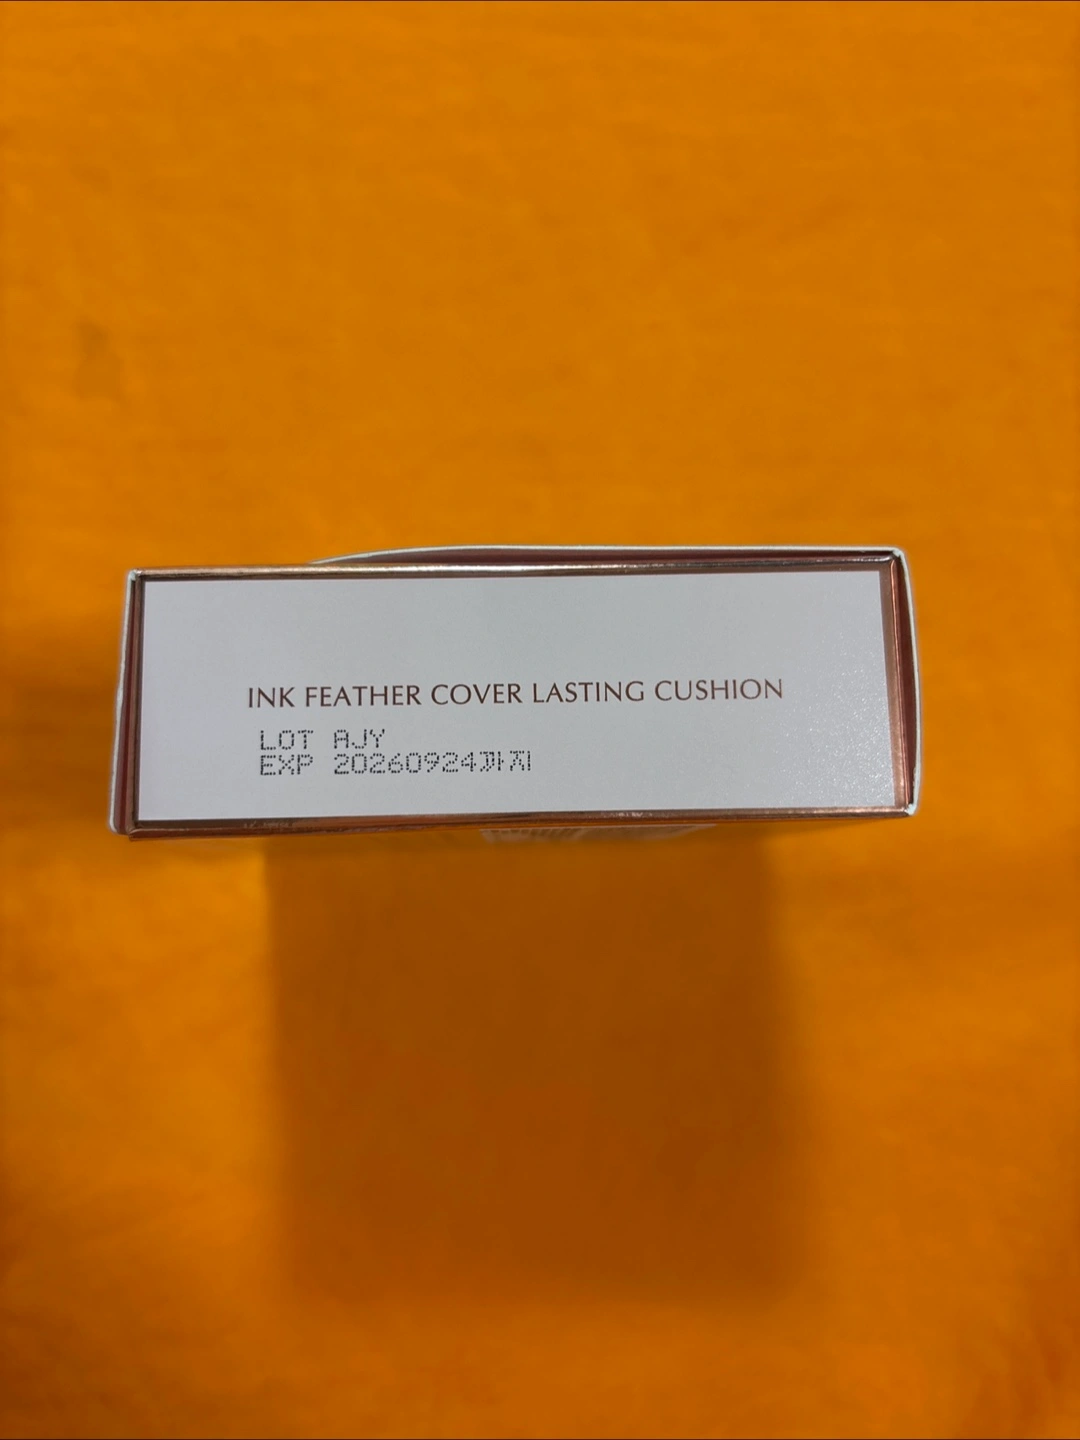 INK FEATHER COVER LASTING CUSHION
LOT AJY
EXP 20260924까지